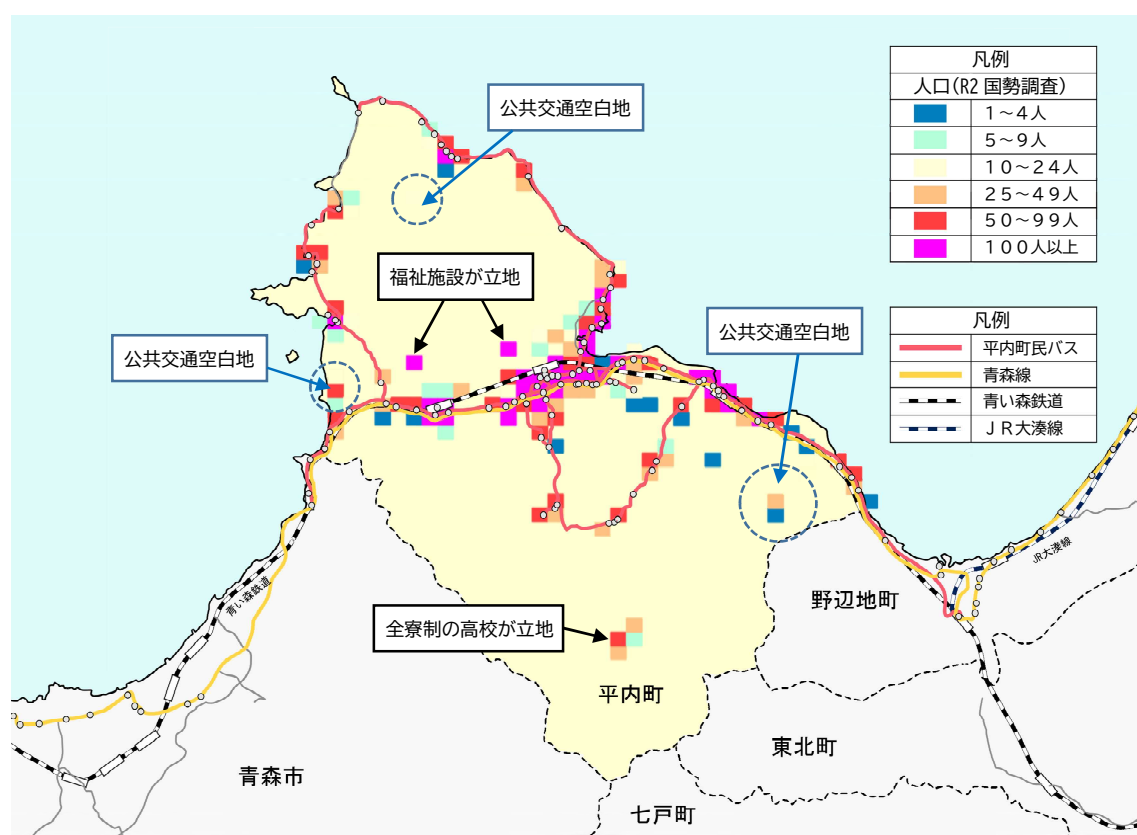 公共交通空白地
凡例
人口(R2 国勢調査)
1～4人
5～9人
10～24人
25～49人
50～99人
100人以上
福祉施設が立地
凡例
平内町民バス
青森線
青い森鉄道
JR大湊線
公共交通空白地
公共交通空白地
JR大湊線
青い森鉄道
野辺地町
全寮制の高校が立地
平内町
東北町
青森市
七戸町